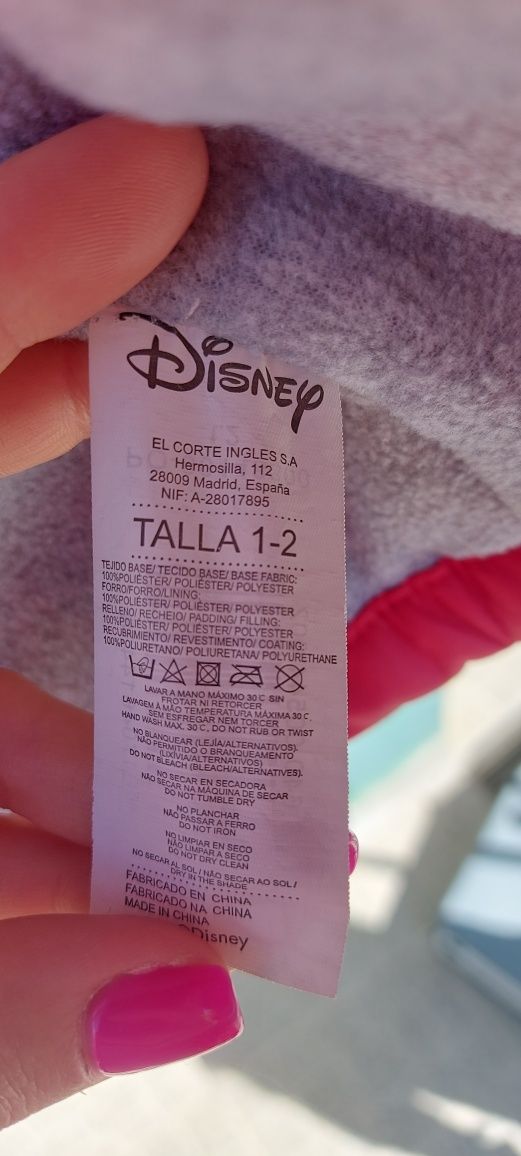 Disney
EL CORTE INGLES S.A
Hermosilla, 112
28009 Madrid, España
NIF: A-28017895
TALLA 1-2
TEJIDO BASE/ TECIDO BASE/ BASE FABRIC:
100%POLIÉSTER/ POLIÉSTER/ POLYESTER
FORRO/FORRO/LINING:
100%POLIÉSTER/ POLIÉSTER/ POLYESTER
RELLENO/ RECHEIO/ PADDING/ FILLING:
100%POLIÉSTER/ POLIÉSTER/ POLYESTER
RECUBRIMIENTO/ REVESTIMENTO/ COATING:
100%POLIURETANO/ POLIURETANA/ POLYURETHANE
LAVAR A MANO MÁXIMO 30 C SIN
FROTAR NI RETORCER
LAVAGEM À MÃO TEMPERATURA MÁXIMA 30 C,
SEM ESFREGAR NEM TORCER
HAND WASH MAX. 30 C, DO NOT RUB OR TWIST
NO BLANQUEAR (LEJÍA/ALTERNATIVOS).
NÃO PERMITIDO O BRANQUEAMENTO
(LIXÍVIA/ALTERNATIVOS)
DO NOT BLEACH (BLEACH/ALTERNATIVES).
NO SECAR EN SECADORA
NÃO SECAR NA MÁQUINA DE SECAR
DO NOT TUMBLE DRY
NO PLANCHAR
NÃO PASSAR A FERRO
DO NOT IRON
NO LIMPIAR EN SECO
NÃO LIMPAR A SECO
DO NOT DRY CLEAN
NO SECAR AL SOL / NÃO SECAR AO SOL /
DRY IN THE SHADE
FABRICADO EN CHINA
FABRICADO NA CHINA
MADE IN CHINA
©Disney